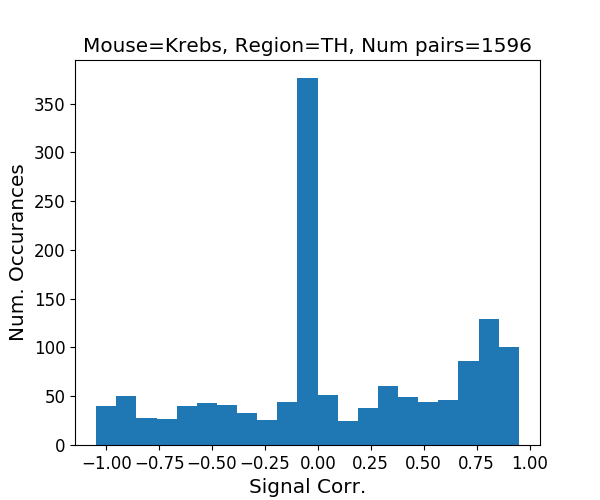 Mouse=Krebs, Region=TH, Num pairs=1596
Num. Occurances
350
300
250
200
150
100
50
0
−1.00 −0.75 −0.50 −0.25 0.00 0.25 0.50 0.75 1.00
Signal Corr.